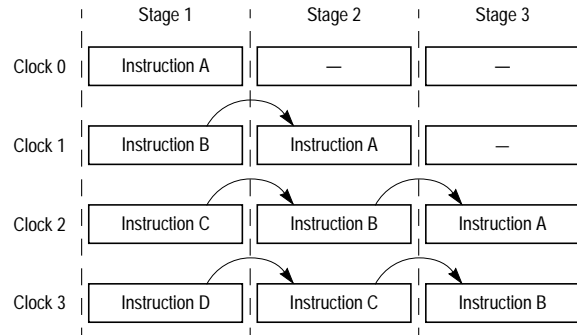 Stage 1 Stage 2 Stage 3
Clock 0 Instruction A — —
Clock 1 Instruction B Instruction A —
Clock 2 Instruction C Instruction B Instruction A
Clock 3 Instruction D Instruction C Instruction B